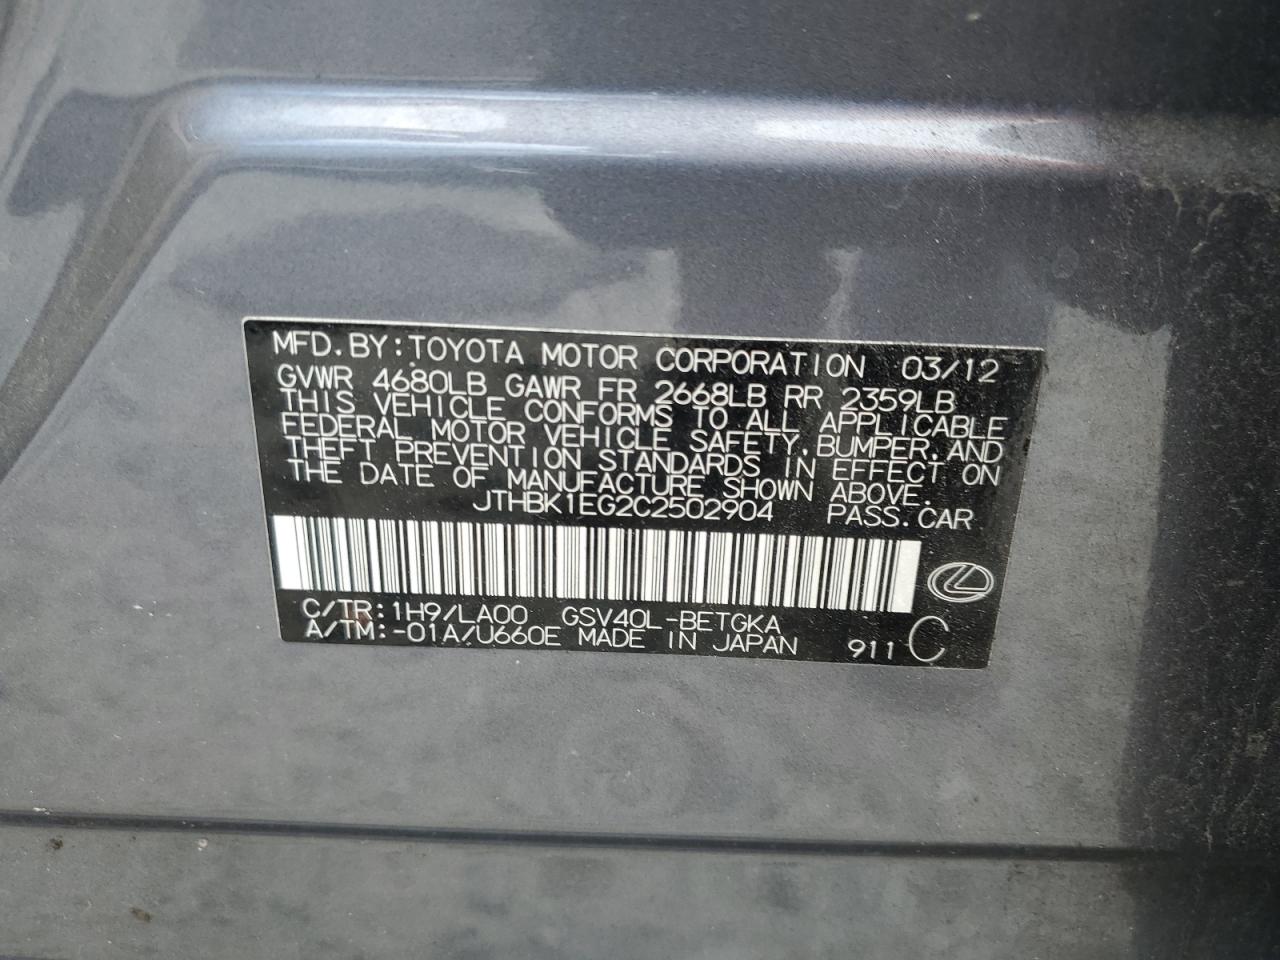 MFD.BY:TOYOTA MOTOR CORPORATION 03/12
GVWR 4680LB GAWR FR 2668LB RR 2359LB
THIS VEHICLE CONFORMS TO ALL APPLICABLE
FEDERAL MOTOR VEHICLE SAFETY,BUMPER,AND
THEFT PREVENTION STANDARDS IN EFFECT ON
THE DATE OF MANUFACTURE SHOWN ABOVE.
JTHBK1EG2C2502904 PASS.CAR
C/TR:1H9/LA00 GSV40L-BETGKA
A/TM:-01A/U660E MADE IN JAPAN 911 C